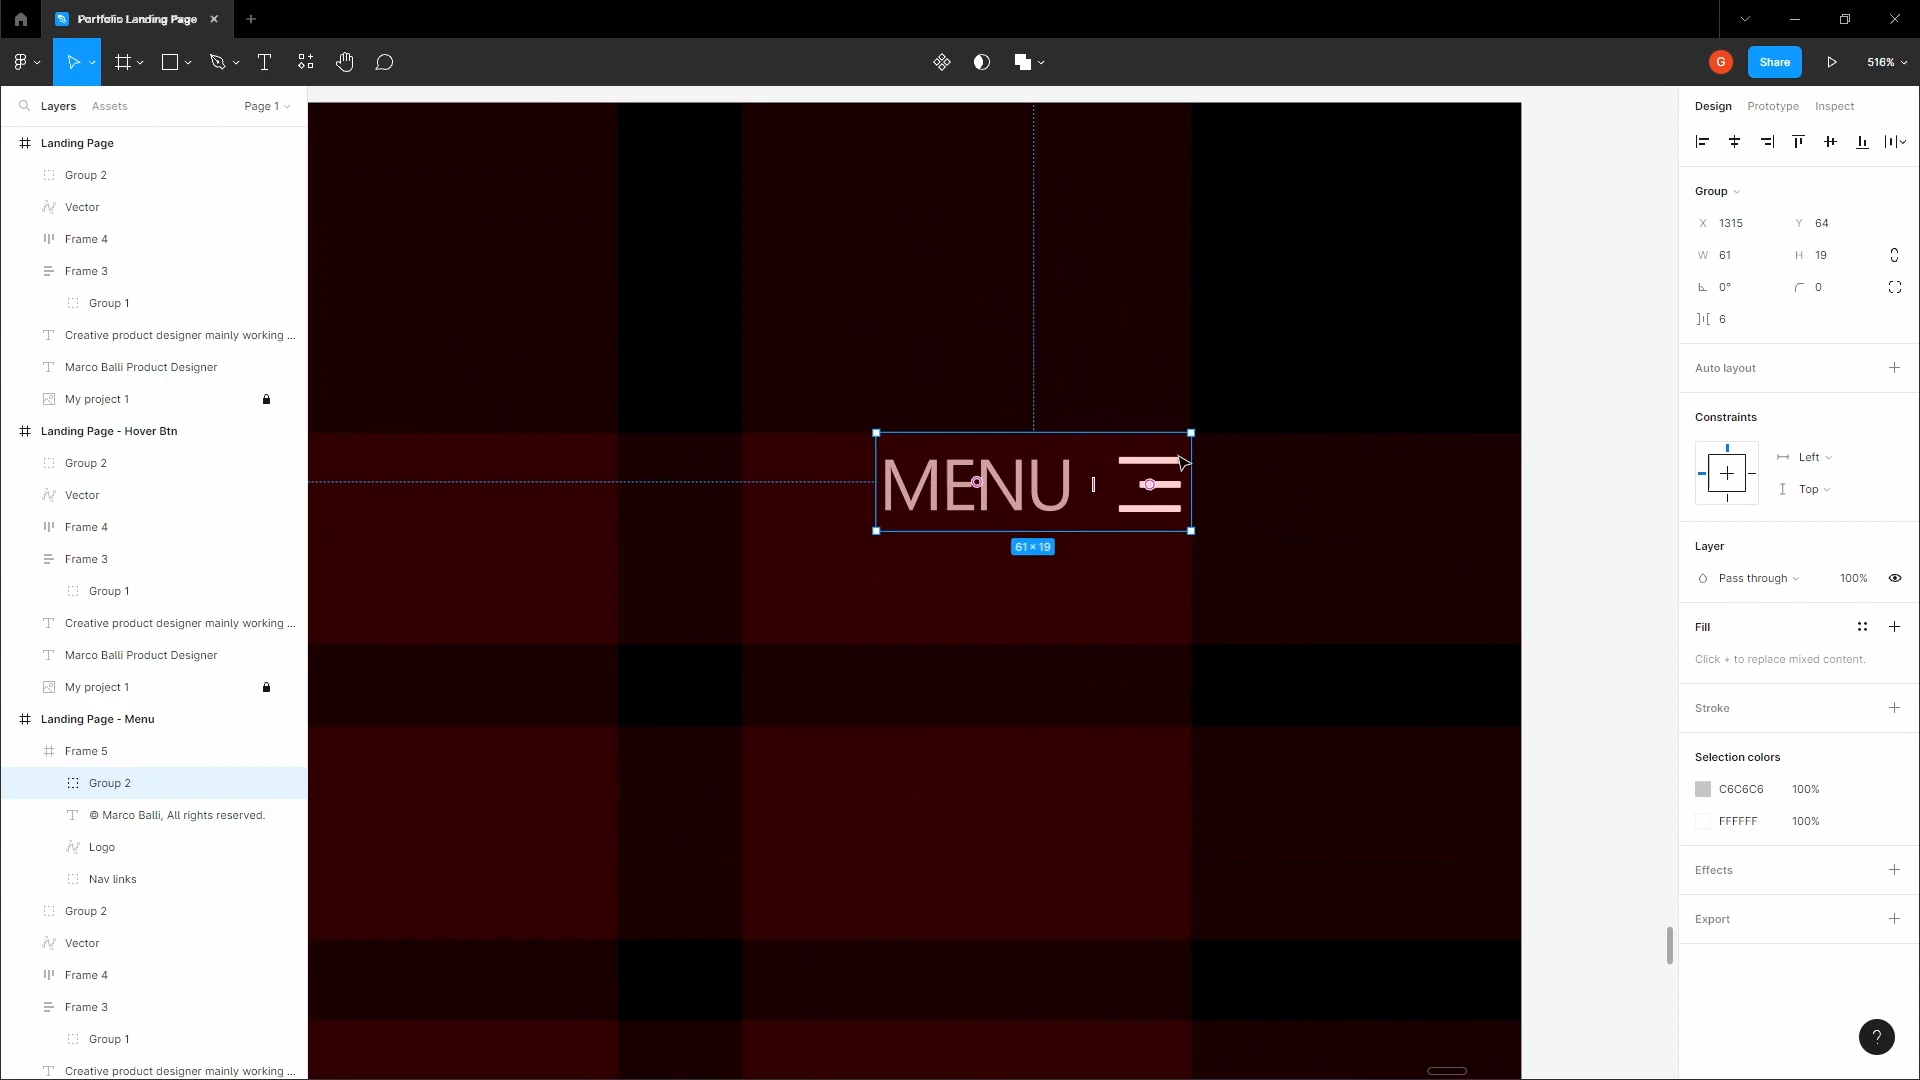 Portfolio Landing Page
G
Share
516%
Layers
Assets
Page 1
Landing Page
Group 2
Vector
Frame 4
Frame 3
Group 1
Creative product designer mainly working ...
Marco Balli Product Designer
My project 1
Landing Page - Hover Btn
Group 2
Vector
Frame 4
Frame 3
Group 1
Creative product designer mainly working ...
Marco Balli Product Designer
My project 1
Landing Page - Menu
Frame 5
Group 2
© Marco Balli, All rights reserved.
Logo
Nav links
Group 2
Vector
Frame 4
Frame 3
Group 1
Creative product designer mainly working ...
MENU
61 × 19
Design
Prototype
Inspect
Group
X 1315 Y 64
W 61 H 19
0° 0
6
Auto layout
Constraints
Left
Top
Layer
Pass through 100%
Fill
Click + to replace mixed content.
Stroke
Selection colors
C6C6C6 100%
FFFFFF 100%
Effects
Export
?